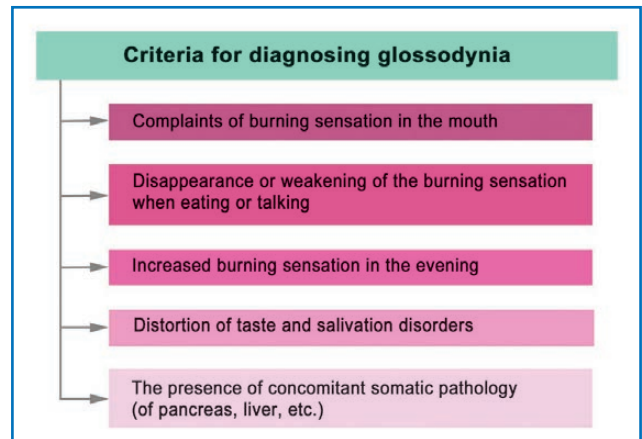 Criteria for diagnosing glossodynia
Complaints of burning sensation in the mouth
Disappearance or weakening of the burning sensation
when eating or talking
Increased burning sensation in the evening
Distortion of taste and salivation disorders
The presence of concomitant somatic pathology
(of pancreas, liver, etc.)